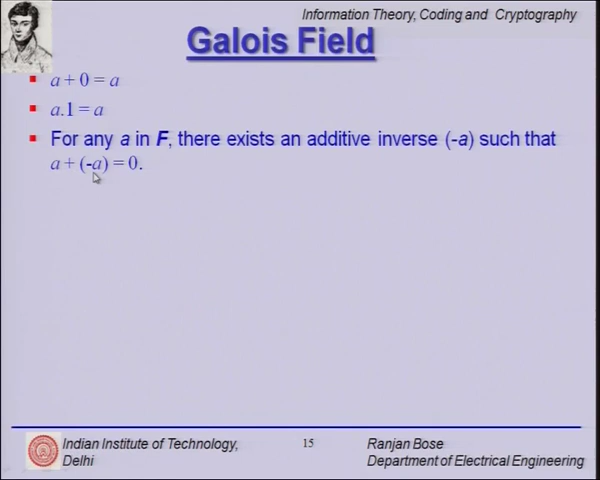 Information Theory, Coding and Cryptography
Galois Field
a + 0 = a
a.1 = a
For any a in F, there exists an additive inverse (-a) such that
a + (-a) = 0.
Indian Institute of Technology,
Delhi
15
Ranjan Bose
Department of Electrical Engineering